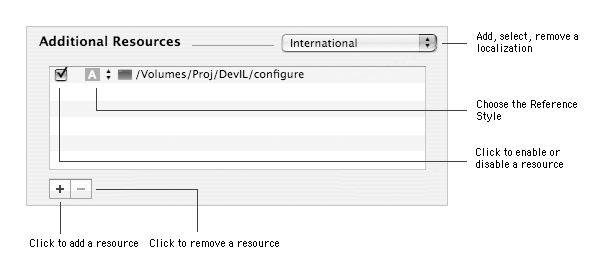 Additional Resources
International
Add, select, remove a
localization
A
/Volumes/Proj/DevIL/configure
Choose the Reference
Style
Click to enable or
disable a resource
+ −
Click to add a resource
Click to remove a resource